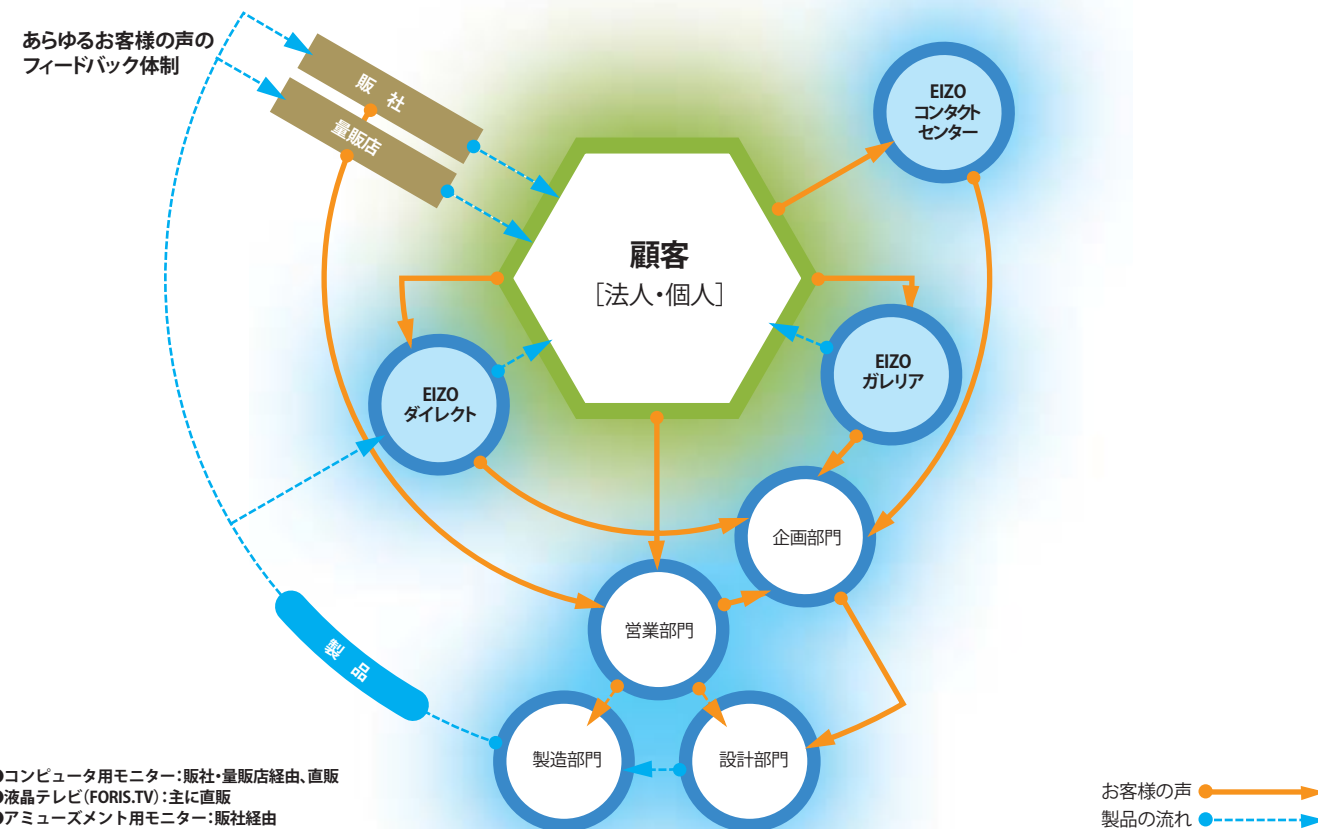 あらゆるお客様の声の
フィードバック体制
販 社
量販店
EIZO
コンタクト
センター
顧客
［法人・個人］
EIZO
ダイレクト
EIZO
ガレリア
企画部門
営業部門
製 品
製造部門
設計部門
●コンピュータ用モニター：販社・量販店経由、直販
●液晶テレビ（FORIS.TV）：主に直販
●アミューズメント用モニター：販社経由
お客様の声
製品の流れ